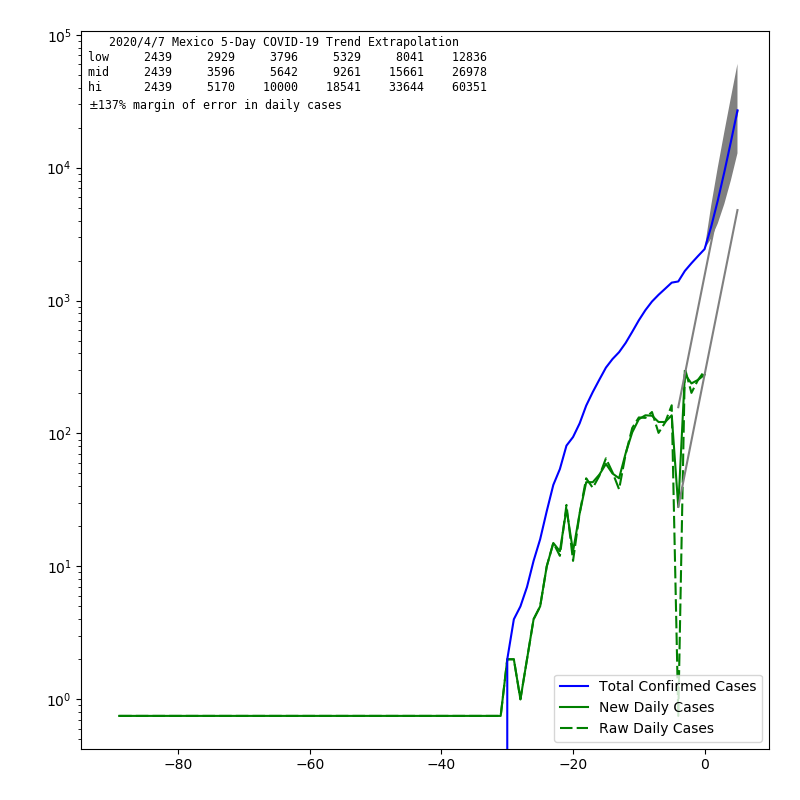 2020/4/7 Mexico 5-Day COVID-19 Trend Extrapolation
low 2439 2929 3796 5329 8041 12836
mid 2439 3596 5642 9261 15661 26978
hi 2439 5170 10000 18541 33644 60351
±137% margin of error in daily cases
10⁵
10⁴
10³
10²
10¹
10⁰
Total Confirmed Cases
New Daily Cases
Raw Daily Cases
−80 −60 −40 −20 0